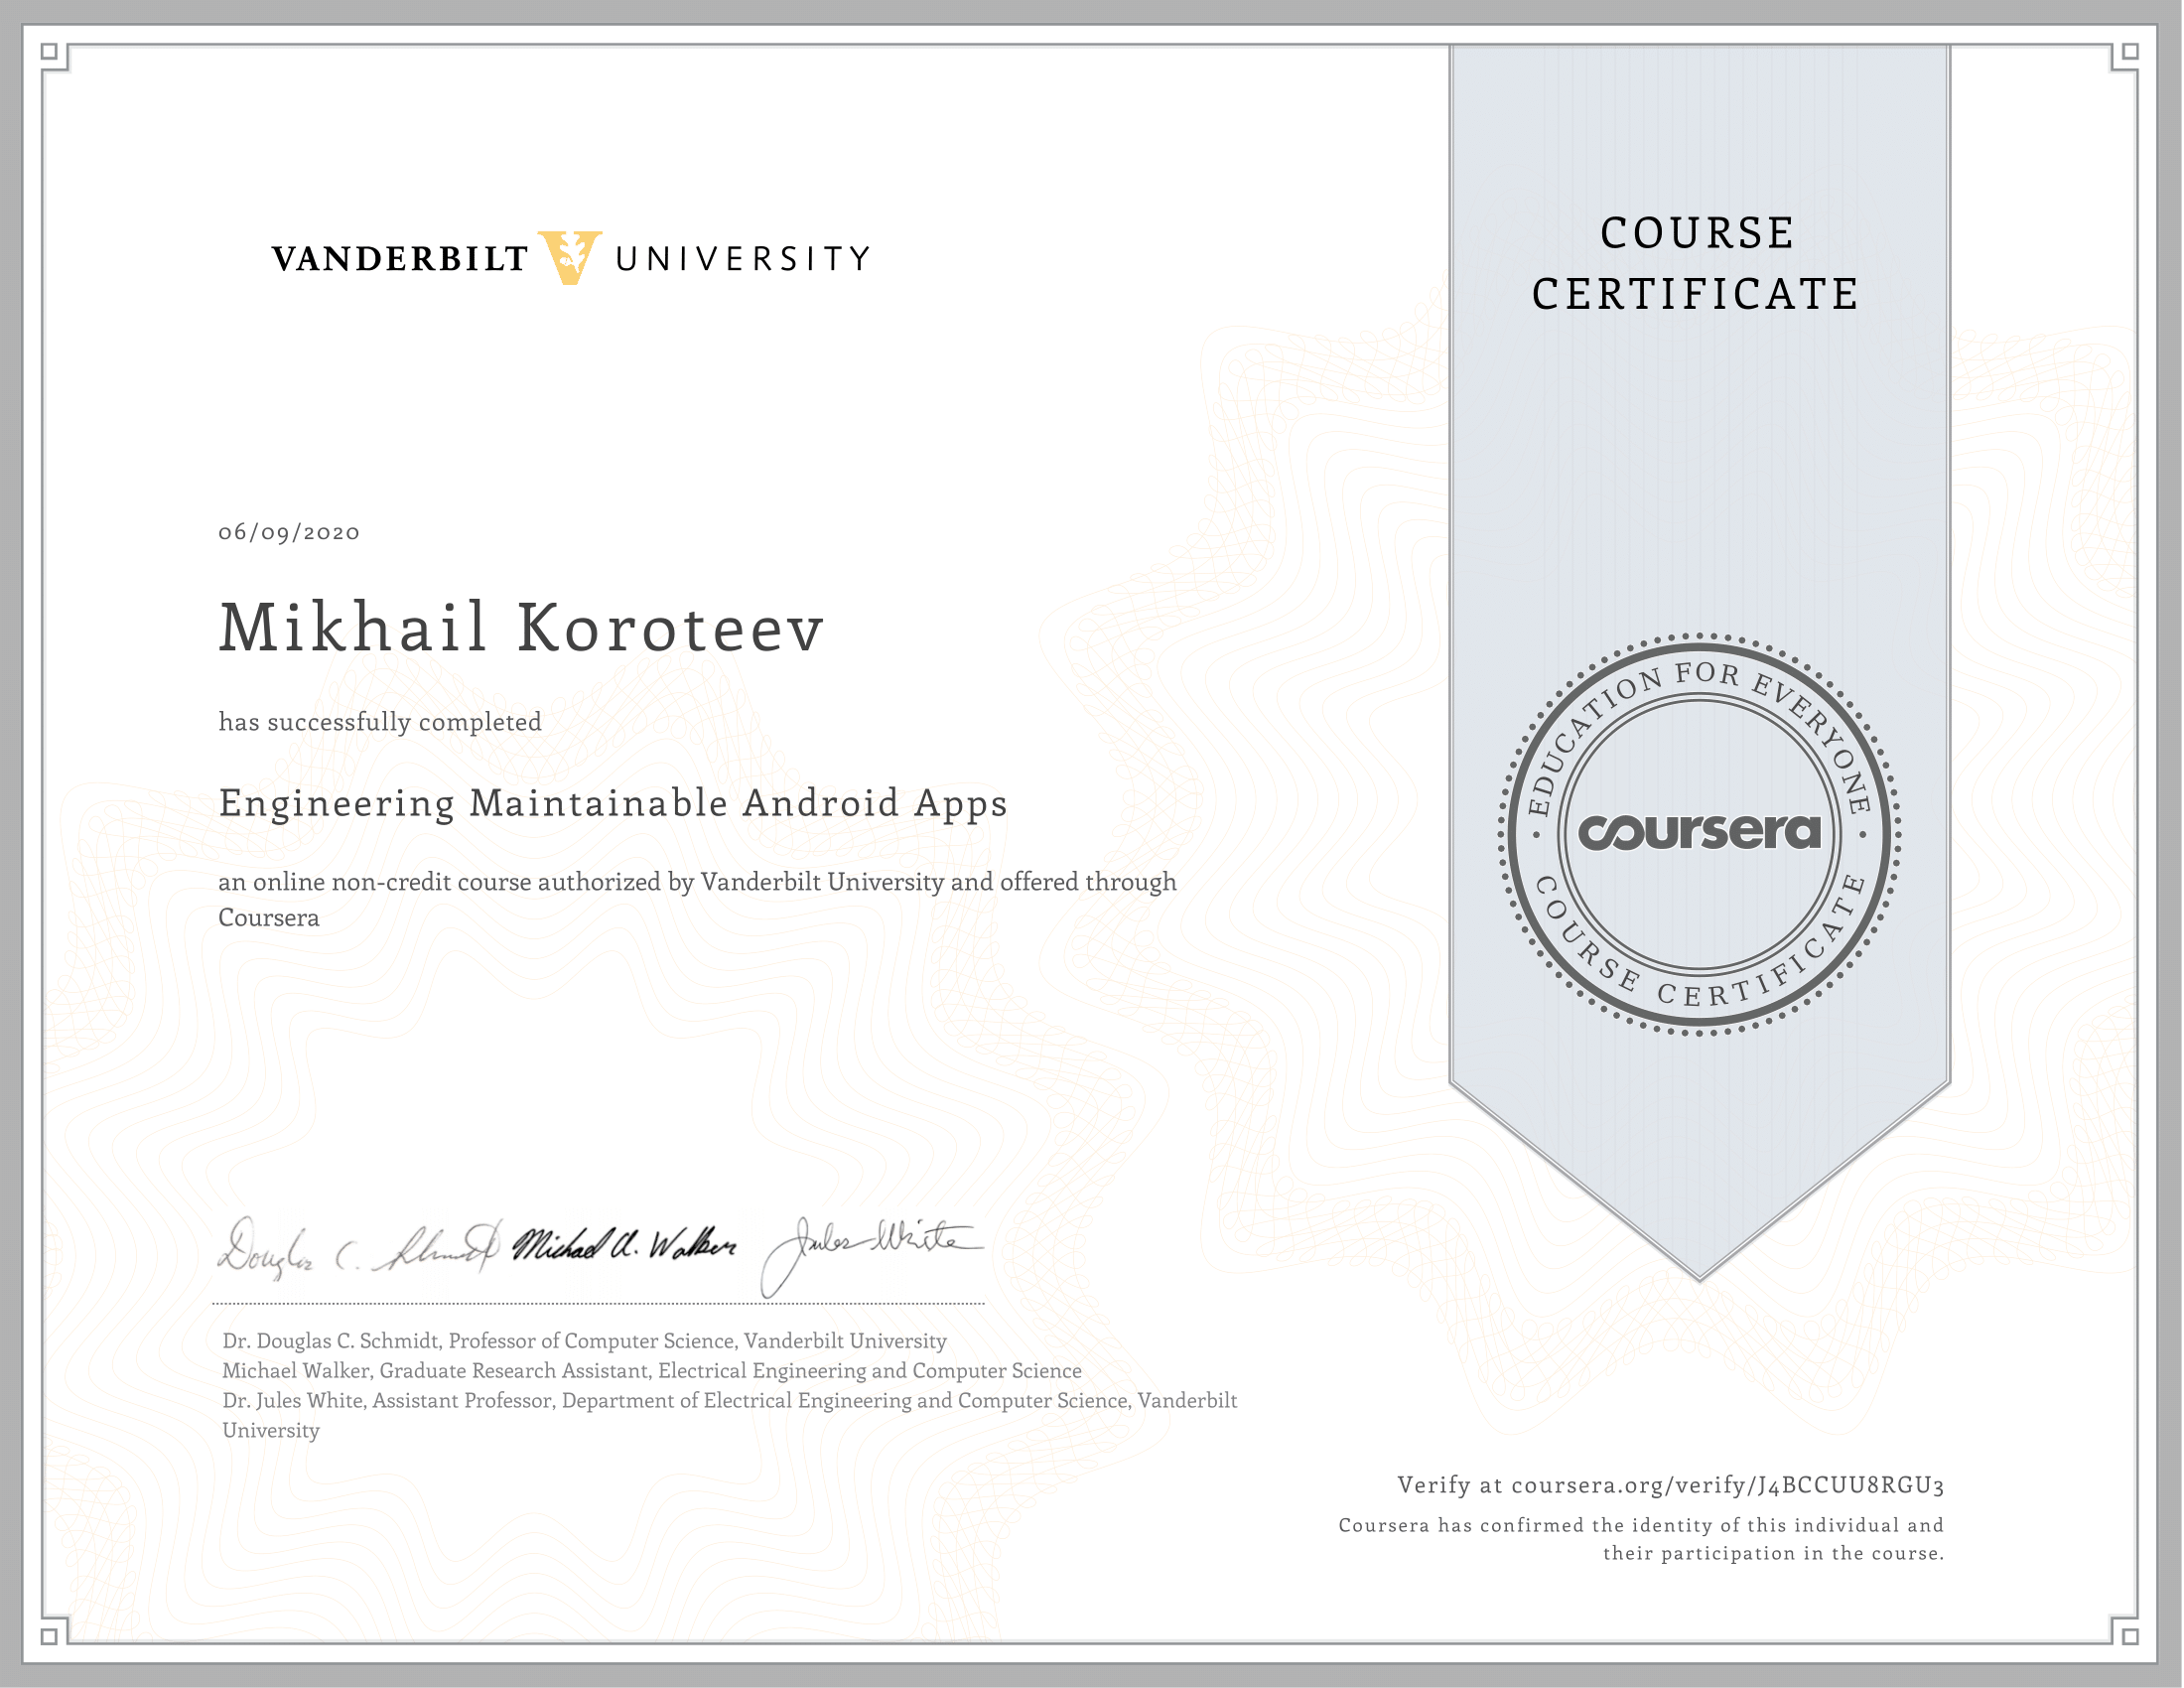 VANDERBILT UNIVERSITY
COURSE
CERTIFICATE
06/09/2020
Mikhail Koroteev
has successfully completed
Engineering Maintainable Android Apps
an online non-credit course authorized by Vanderbilt University and offered through
Coursera
EDUCATION FOR EVERYONE
coursera
COURSE CERTIFICATE
Douglas C. Schmidt Michael A. Walker Jules White
Dr. Douglas C. Schmidt, Professor of Computer Science, Vanderbilt University
Michael Walker, Graduate Research Assistant, Electrical Engineering and Computer Science
Dr. Jules White, Assistant Professor, Department of Electrical Engineering and Computer Science, Vanderbilt
University
Verify at coursera.org/verify/J4BCCUU8RGU3
Coursera has confirmed the identity of this individual and
their participation in the course.